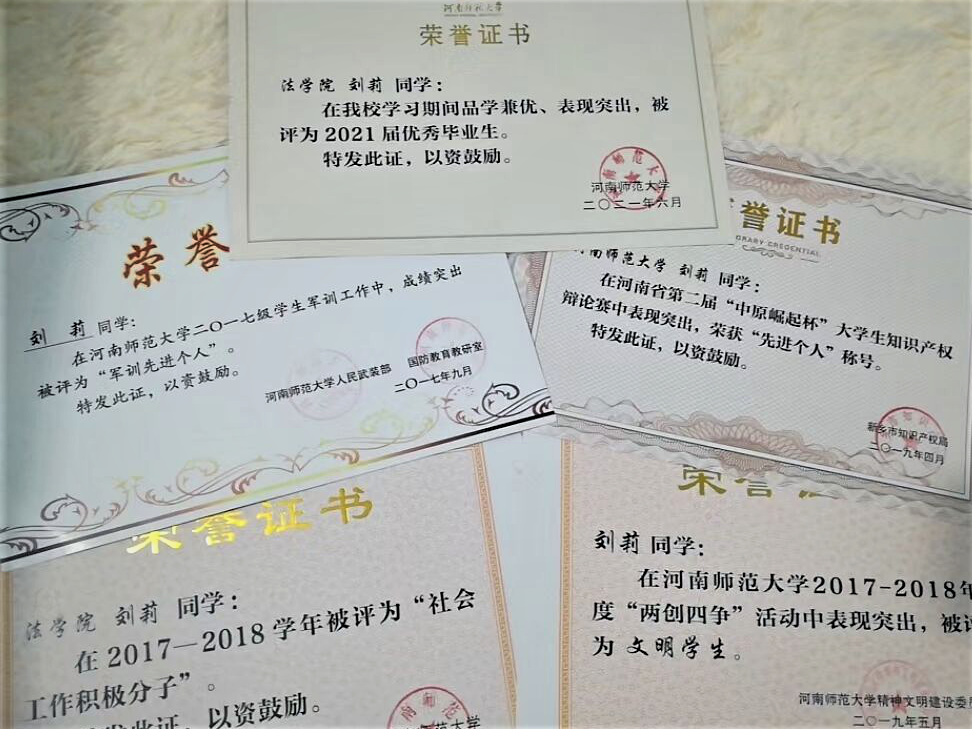 河南师范大学
荣誉证书
法学院 刘莉 同学：
在我校学习期间品学兼优、表现突出，被
评为2021届优秀毕业生。
特发此证，以资鼓励。
河南师范大学
二〇二一年六月
荣誉
刘 莉 同学：
在河南师范大学二〇一七级学生军训工作中，成绩突出
被评为“军训先进个人”。
特发此证，以资鼓励。
河南师范大学人民武装部 国防教育教研室
二〇一七年九月
誉证书
河南师范大学 刘莉 同学：
在河南省第二届“中原崛起杯”大学生知识产权
辩论赛中表现突出，荣获“先进个人”称号。
特发此证，以资鼓励。
新乡市知识产权局
二〇一九年四月
荣誉证书
法学院 刘莉 同学：
在2017—2018学年被评为“社会
工作积极分子”。
发此证，以资鼓励。
荣誉
刘莉 同学：
在河南师范大学2017-2018年
度“两创四争”活动中表现突出，被评
为 文明学生。
河南师范大学精神文明建设委
二〇一九年五月